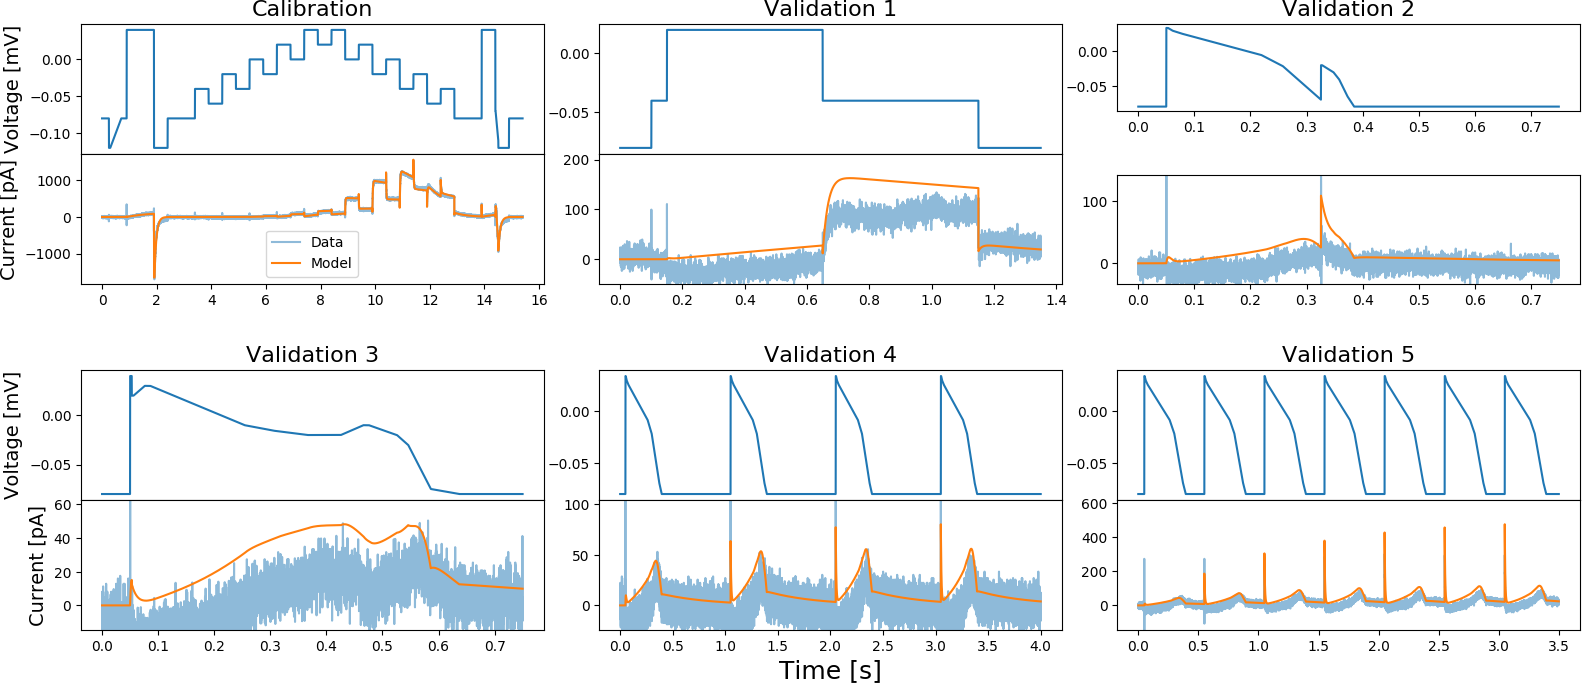 Calibration
Validation 1
Validation 2
Voltage [mV]
0.00
−0.05
−0.10
0.00
−0.05
0.00
−0.05
0.0 0.1 0.2 0.3 0.4 0.5 0.6 0.7
Current [pA]
1000
0
−1000
Data
Model
200
100
0
100
0
0 2 4 6 8 10 12 14 16
0.0 0.2 0.4 0.6 0.8 1.0 1.2 1.4
0.0 0.1 0.2 0.3 0.4 0.5 0.6 0.7
Validation 3
Validation 4
Validation 5
Voltage [mV]
0.00
−0.05
0.00
−0.05
0.00
−0.05
Current [pA]
60
40
20
0
100
50
0
600
400
200
0
0.0 0.1 0.2 0.3 0.4 0.5 0.6 0.7
0.0 0.5 1.0 1.5 2.0 2.5 3.0 3.5 4.0
0.0 0.5 1.0 1.5 2.0 2.5 3.0 3.5
Time [s]